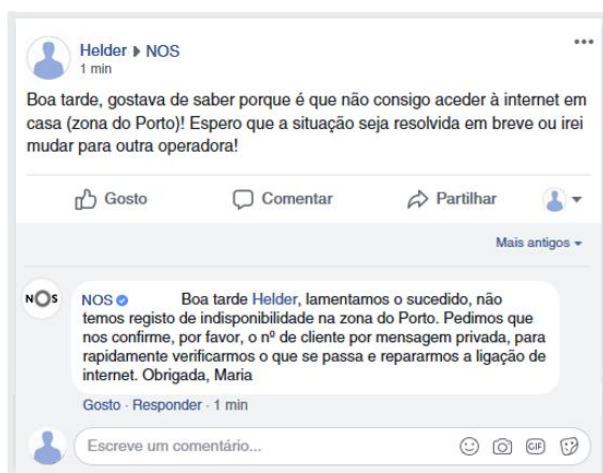 Helder ▸ NOS
1 min
Boa tarde, gostava de saber porque é que não consigo aceder à internet em
casa (zona do Porto)! Espero que a situação seja resolvida em breve ou irei
mudar para outra operadora!
Gosto Comentar Partilhar
Mais antigos
NOS
NOS Boa tarde Helder, lamentamos o sucedido, não
temos registo de indisponibilidade na zona do Porto. Pedimos que
nos confirme, por favor, o nº de cliente por mensagem privada, para
rapidamente verificarmos o que se passa e repararmos a ligação de
internet. Obrigada, Maria
Gosto · Responder · 1 min
Escreve um comentário... GIF